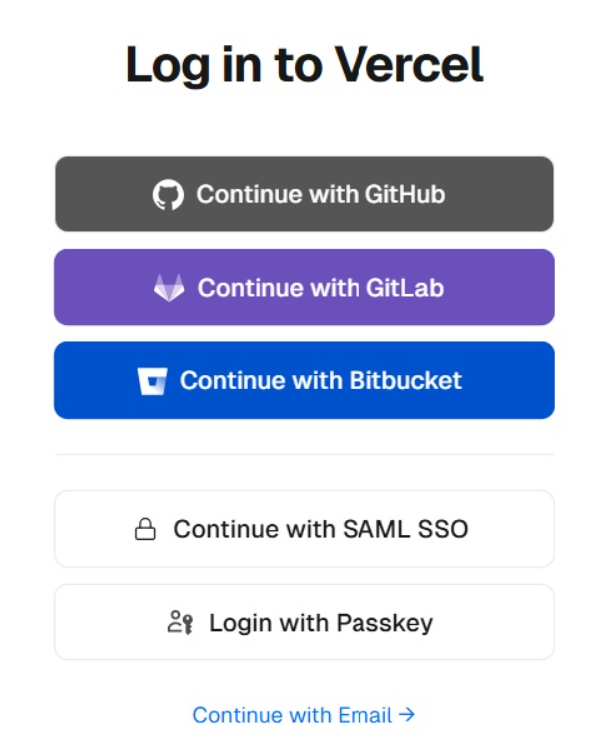 Log in to Vercel
Continue with GitHub
Continue with GitLab
Continue with Bitbucket
Continue with SAML SSO
Login with Passkey
Continue with Email →